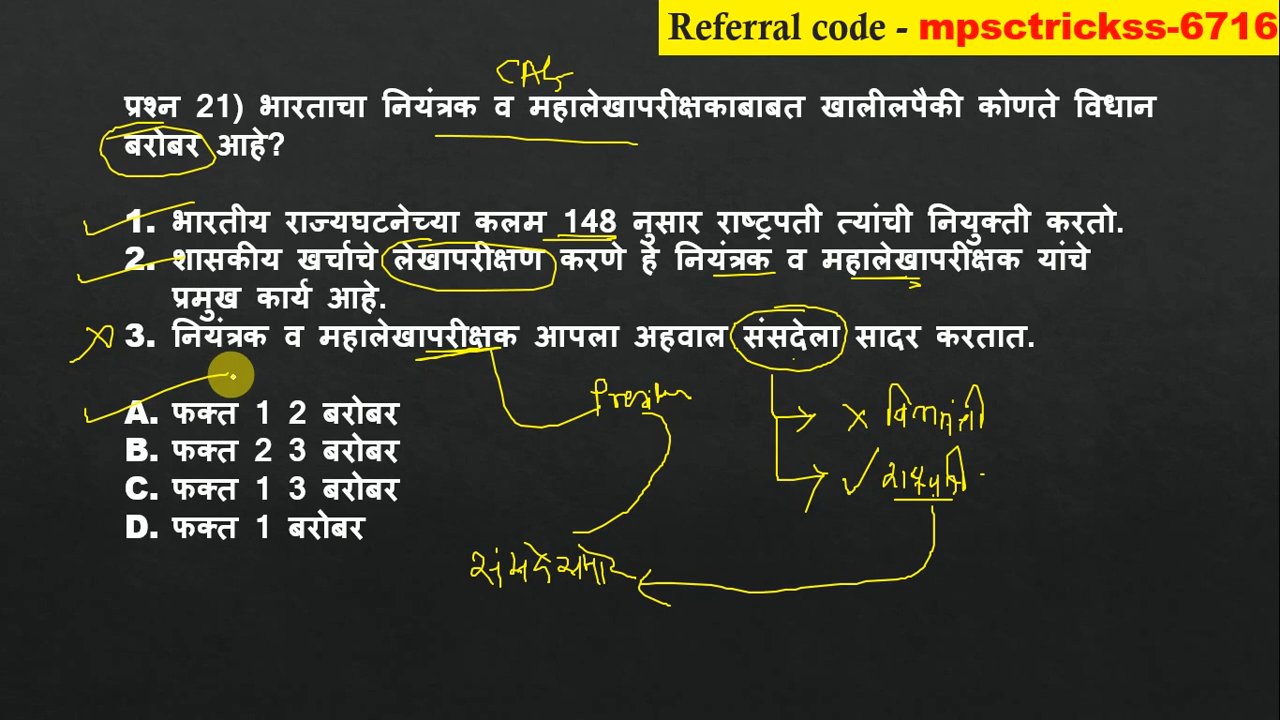 Referral code - mpsctrickss-6716
CAG
प्रश्न 21) भारताचा नियंत्रक व महालेखापरीक्षकाबाबत खालीलपैकी कोणते विधान
बरोबर आहे?
1. भारतीय राज्यघटनेच्या कलम 148 नुसार राष्ट्रपती त्यांची नियुक्ती करतो.
2. शासकीय खर्चाचे लेखापरीक्षण करणे हे नियंत्रक व महालेखापरीक्षक यांचे
प्रमुख कार्य आहे.
3. नियंत्रक व महालेखापरीक्षक आपला अहवाल संसदेला सादर करतात.
A. फक्त 1 2 बरोबर
B. फक्त 2 3 बरोबर
C. फक्त 1 3 बरोबर
D. फक्त 1 बरोबर
संसदेसमोर